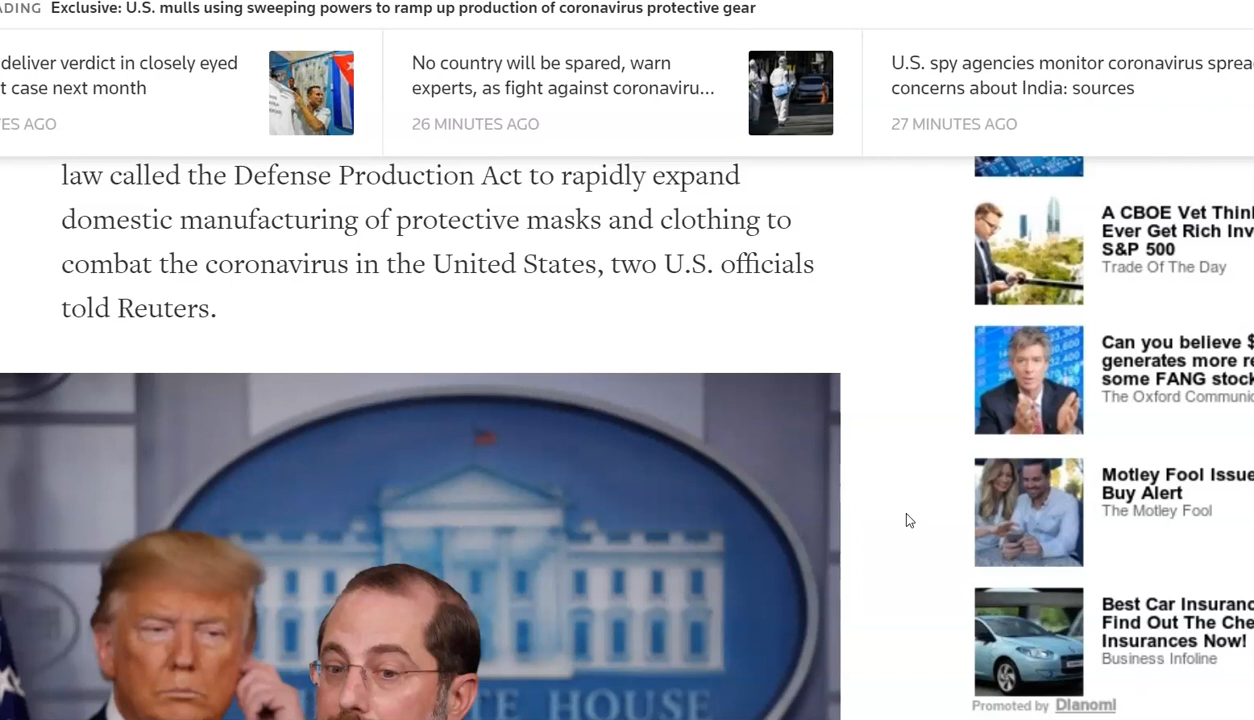 ADING Exclusive: U.S. mulls using sweeping powers to ramp up production of coronavirus protective gear
deliver verdict in closely eyed
t case next month
ES AGO
No country will be spared, warn
experts, as fight against coronaviru...
26 MINUTES AGO
U.S. spy agencies monitor coronavirus sprea
concerns about India: sources
27 MINUTES AGO
law called the Defense Production Act to rapidly expand
domestic manufacturing of protective masks and clothing to
combat the coronavirus in the United States, two U.S. officials
told Reuters.
TE HOUSE
A CBOE Vet Thin
Ever Get Rich Inv
S&P 500
Trade Of The Day
Can you believe $
generates more re
some FANG stock
The Oxford Communic
Motley Fool Issue
Buy Alert
The Motley Fool
Best Car Insuranc
Find Out The Che
Insurances Now!
Business Infoline
Promoted by Dianomi